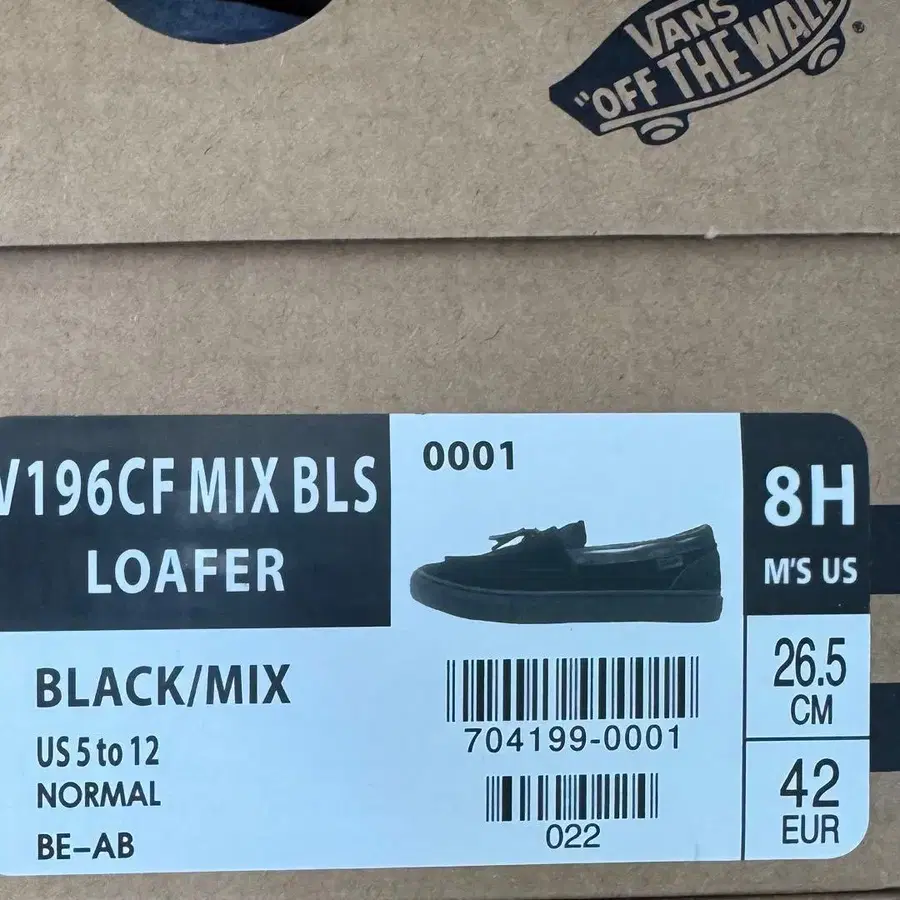 VANS
"OFF THE WALL"
V196CF MIX BLS
LOAFER
0001
8H
M'S US
BLACK/MIX
US 5 to 12
NORMAL
BE-AB
704199-0001
022
26.5
CM
42
EUR